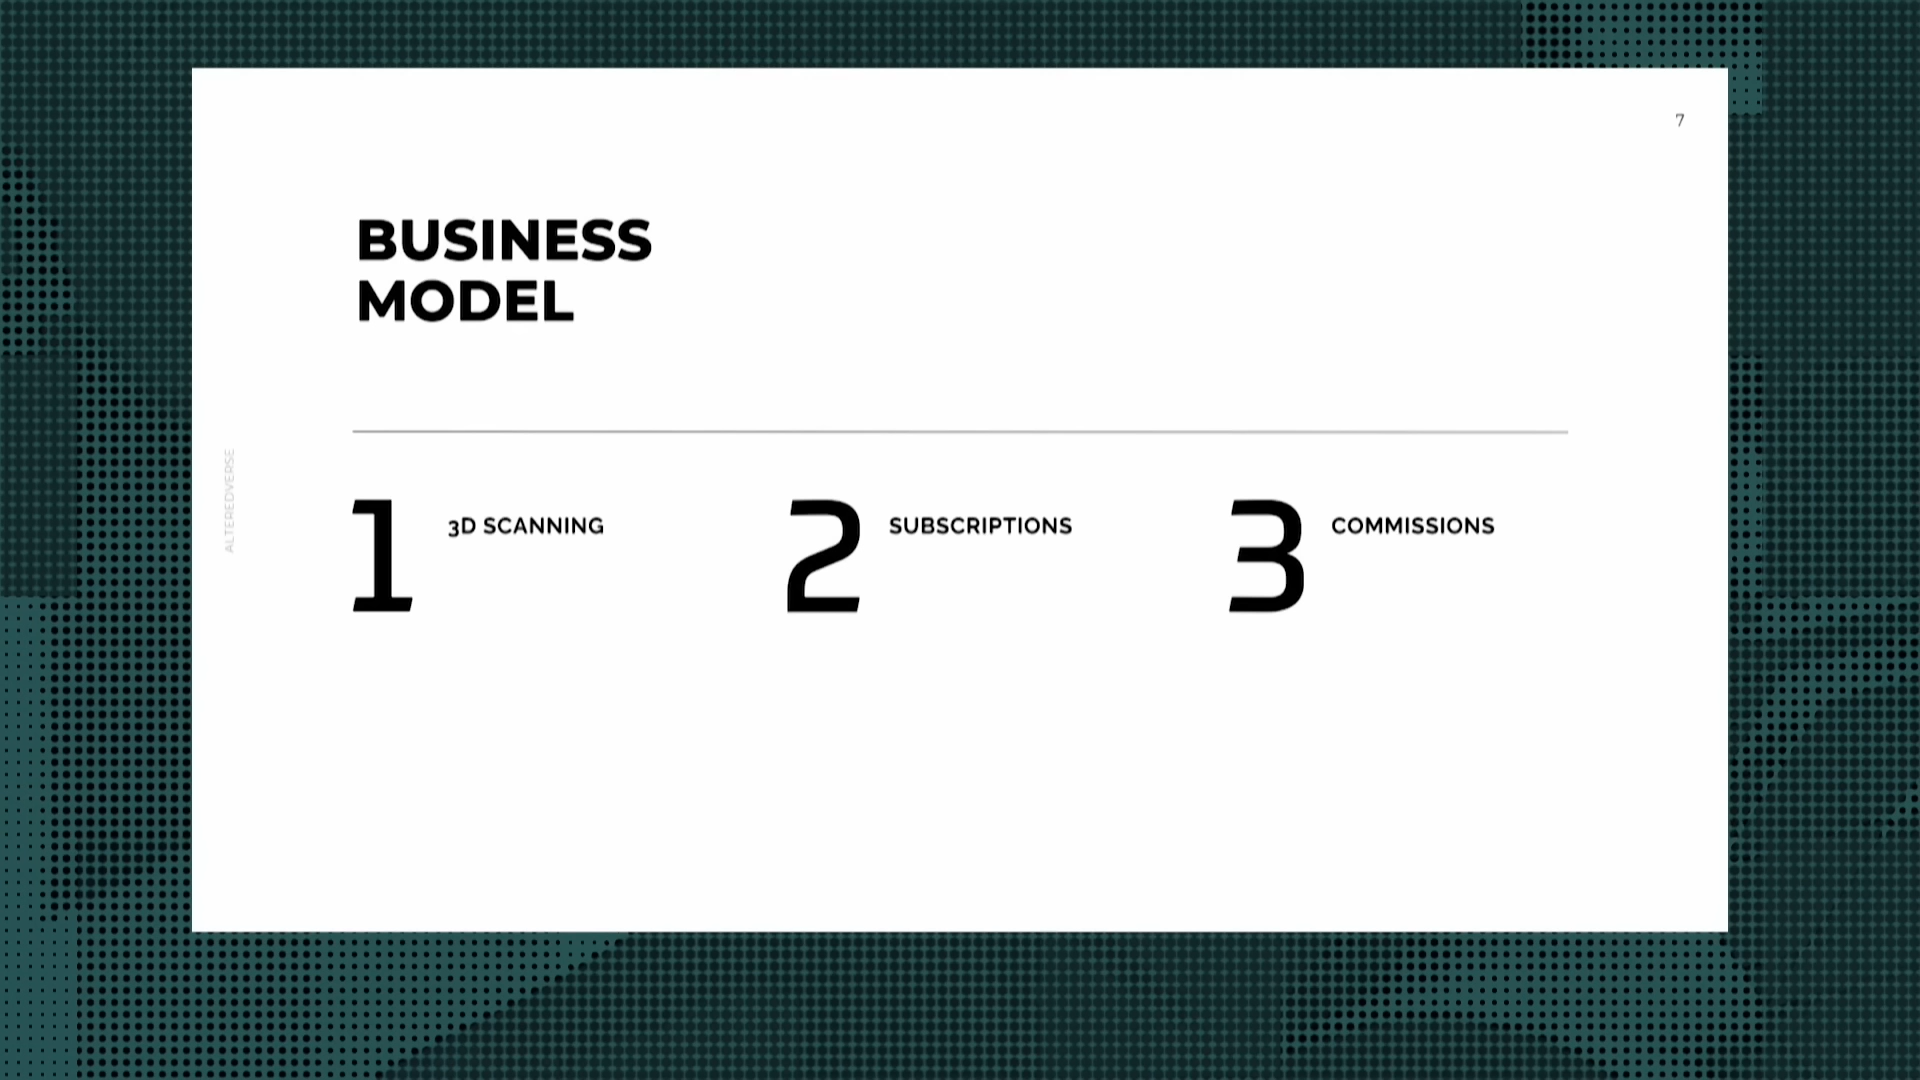 7
BUSINESS
MODEL
ALTEREDVERSE
1 3D SCANNING
2 SUBSCRIPTIONS
3 COMMISSIONS